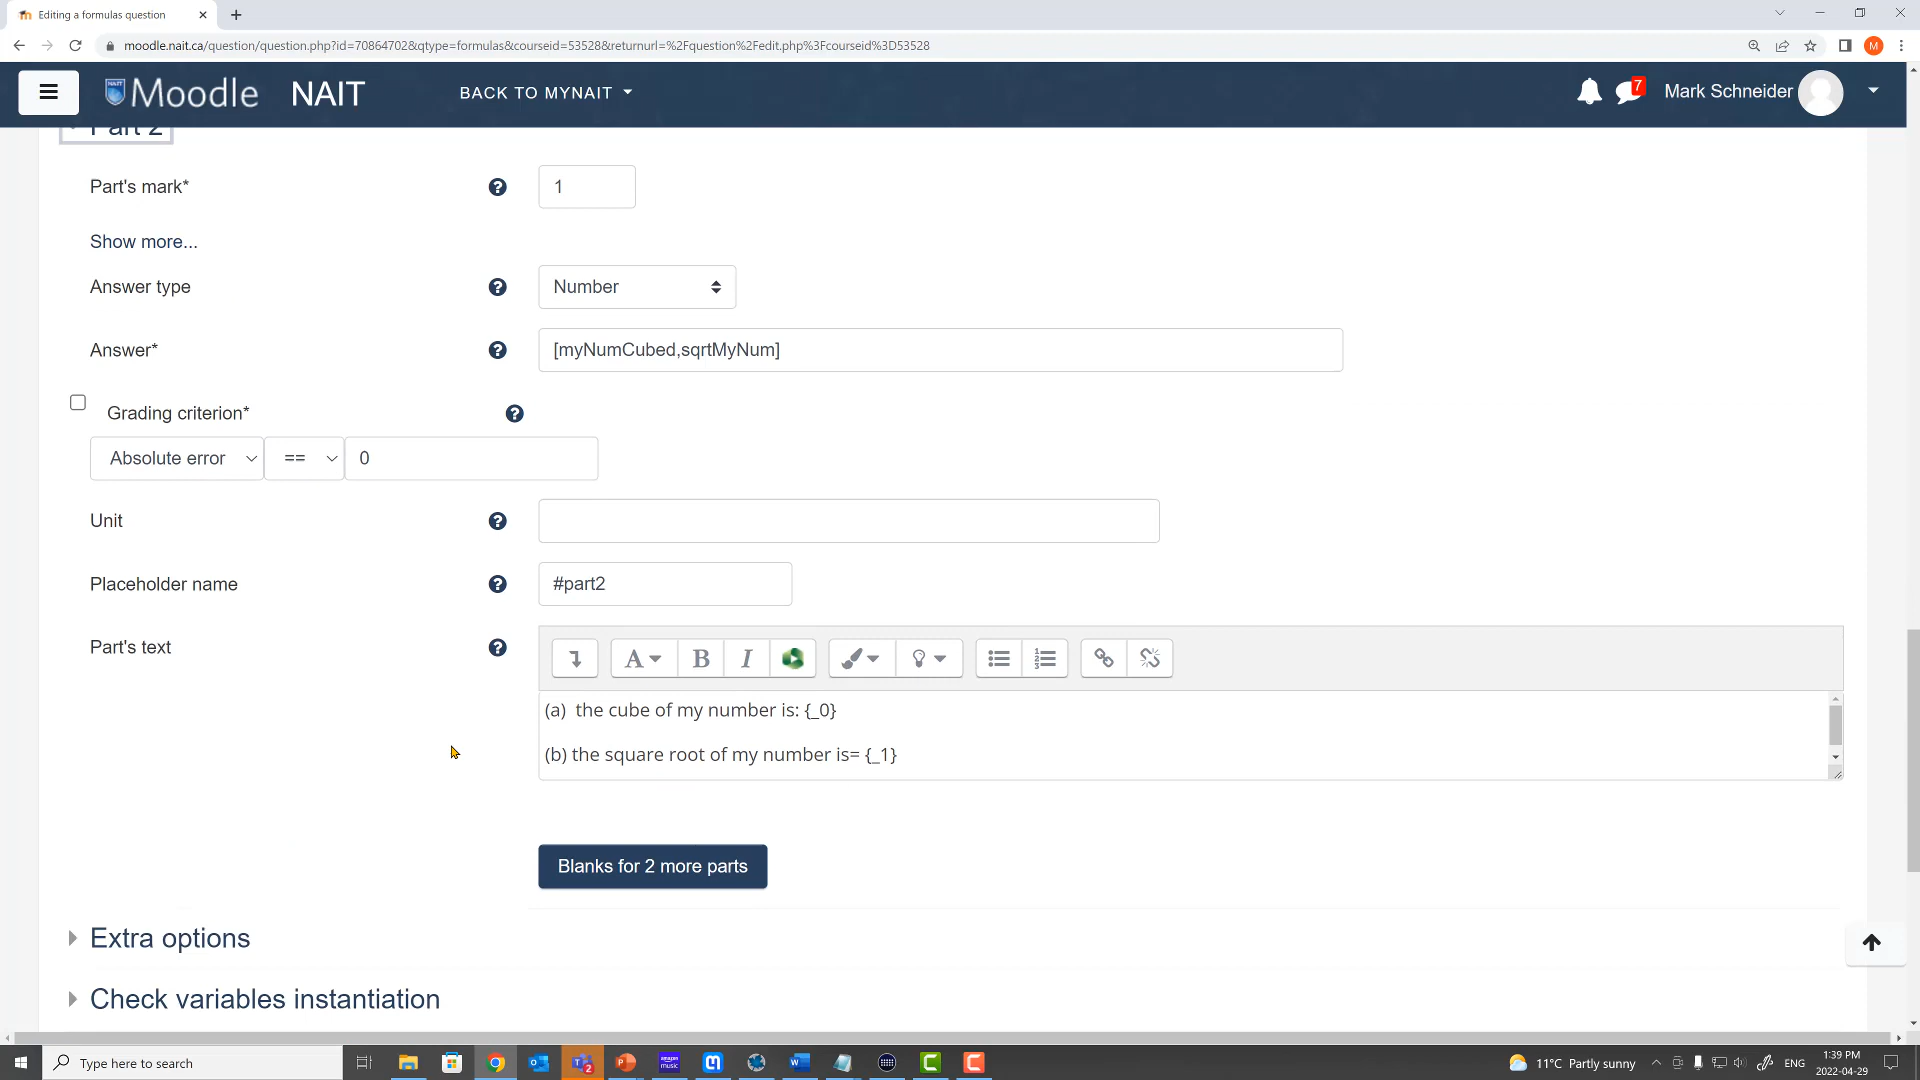 Editing a formulas question
moodle.nait.ca/question/question.php?id=70864702&qtype=formulas&courseid=53528&returnurl=%2Fquestion%2Fedit.php%3Fcourseid%3D53528
M
NAIT Moodle NAIT BACK TO MYNAIT 7 Mark Schneider
Part 2
Part's mark* 1
Show more...
Answer type Number
Answer* [myNumCubed,sqrtMyNum]
Grading criterion*
Absolute error == 0
Unit
Placeholder name #part2
Part's text
A B I
(a)  the cube of my number is: {_0}
(b) the square root of my number is= {_1}
Blanks for 2 more parts
Extra options
Check variables instantiation
Type here to search
2
amazon music
11°C Partly sunny
ENG
1:39 PM
2022-04-29